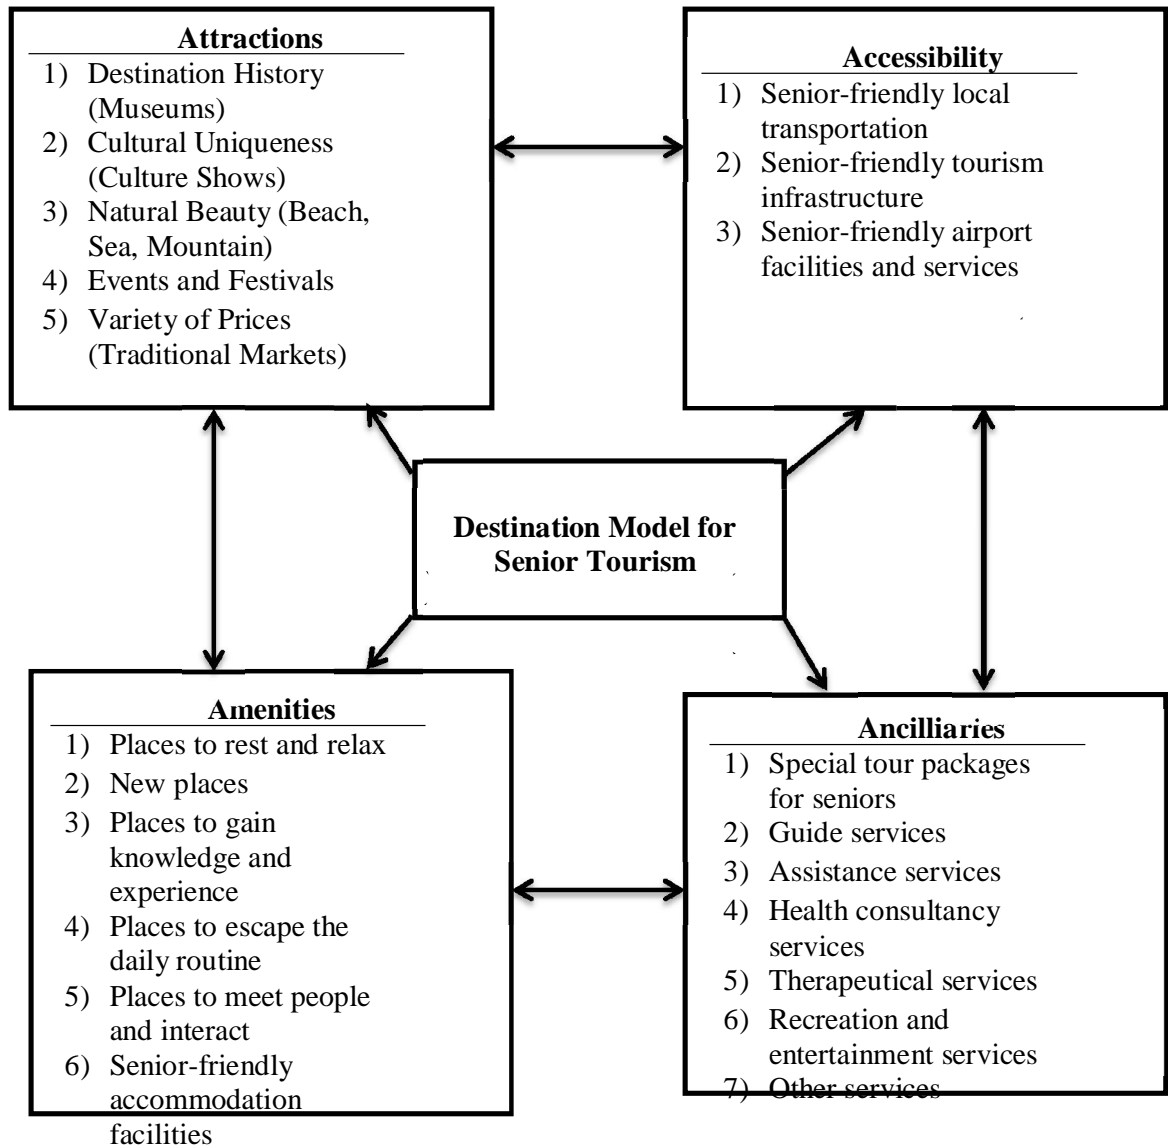 Attractions
1) Destination History
(Museums)
2) Cultural Uniqueness
(Culture Shows)
3) Natural Beauty (Beach,
Sea, Mountain)
4) Events and Festivals
5) Variety of Prices
(Traditional Markets)
Accessibility
1) Senior-friendly local
transportation
2) Senior-friendly tourism
infrastructure
3) Senior-friendly airport
facilities and services
Destination Model for
Senior Tourism
Amenities
1) Places to rest and relax
2) New places
3) Places to gain
knowledge and
experience
4) Places to escape the
daily routine
5) Places to meet people
and interact
6) Senior-friendly
accommodation
facilities
Ancilliaries
1) Special tour packages
for seniors
2) Guide services
3) Assistance services
4) Health consultancy
services
5) Therapeutical services
6) Recreation and
entertainment services
7) Other services